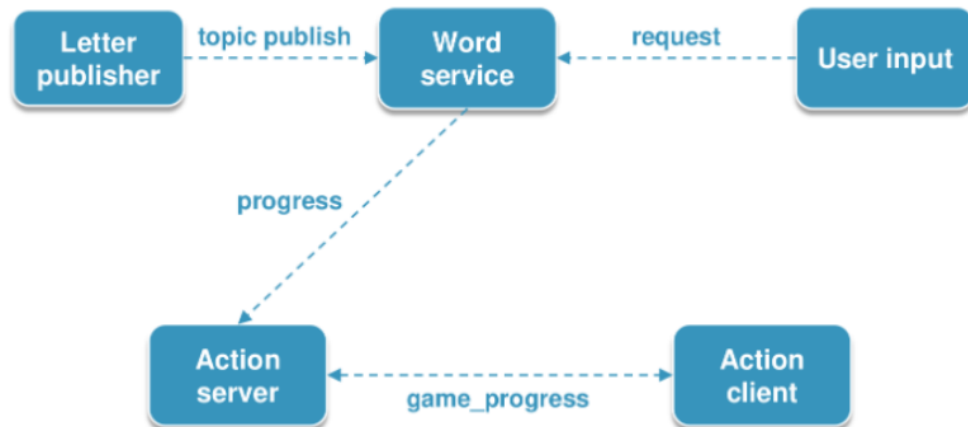 Letter
publisher
topic publish
Word
service
request
User input
progress
Action
server
game_progress
Action
client